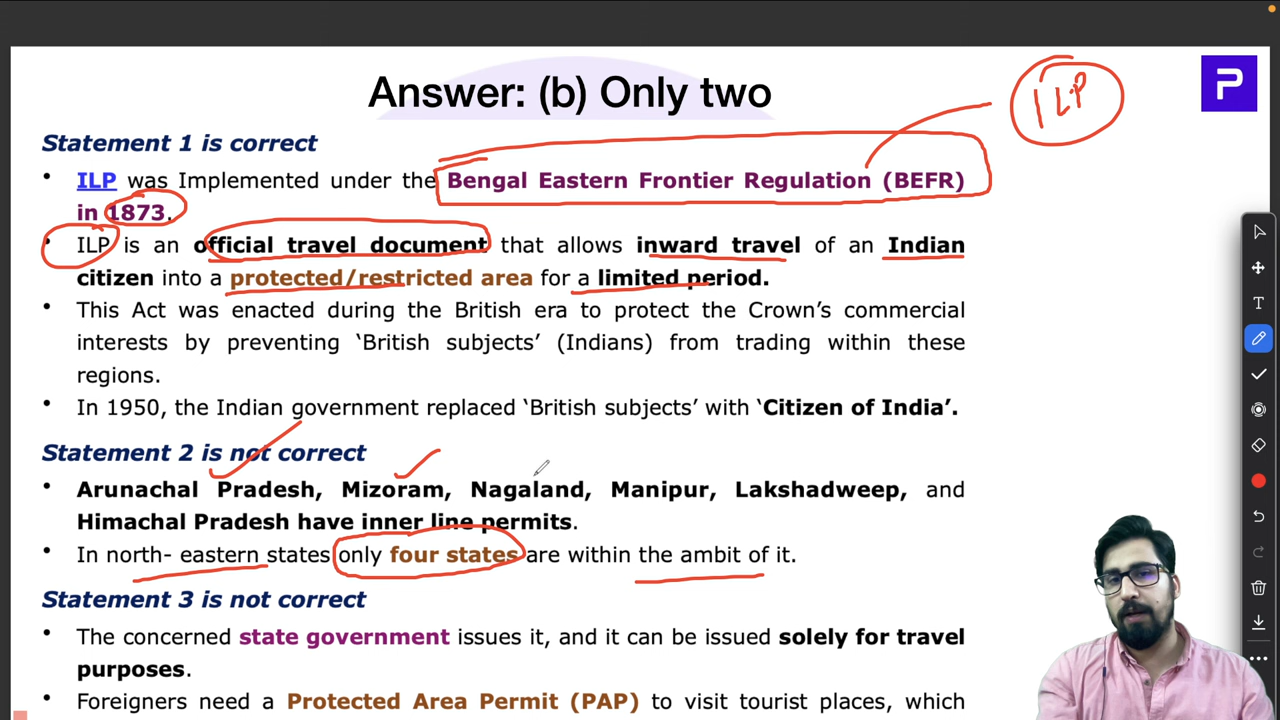 Answer: (b) Only two
ILP
P
Statement 1 is correct
• ILP was Implemented under the Bengal Eastern Frontier Regulation (BEFR)
in 1873.
• ILP is an official travel document that allows inward travel of an Indian
citizen into a protected/restricted area for a limited period.
• This Act was enacted during the British era to protect the Crown’s commercial
interests by preventing ‘British subjects’ (Indians) from trading within these
regions.
• In 1950, the Indian government replaced ‘British subjects’ with ‘Citizen of India’.
Statement 2 is not correct
• Arunachal Pradesh, Mizoram, Nagaland, Manipur, Lakshadweep, and
Himachal Pradesh have inner line permits.
• In north- eastern states only four states are within the ambit of it.
Statement 3 is not correct
• The concerned state government issues it, and it can be issued solely for travel
purposes.
• Foreigners need a Protected Area Permit (PAP) to visit tourist places, which
T